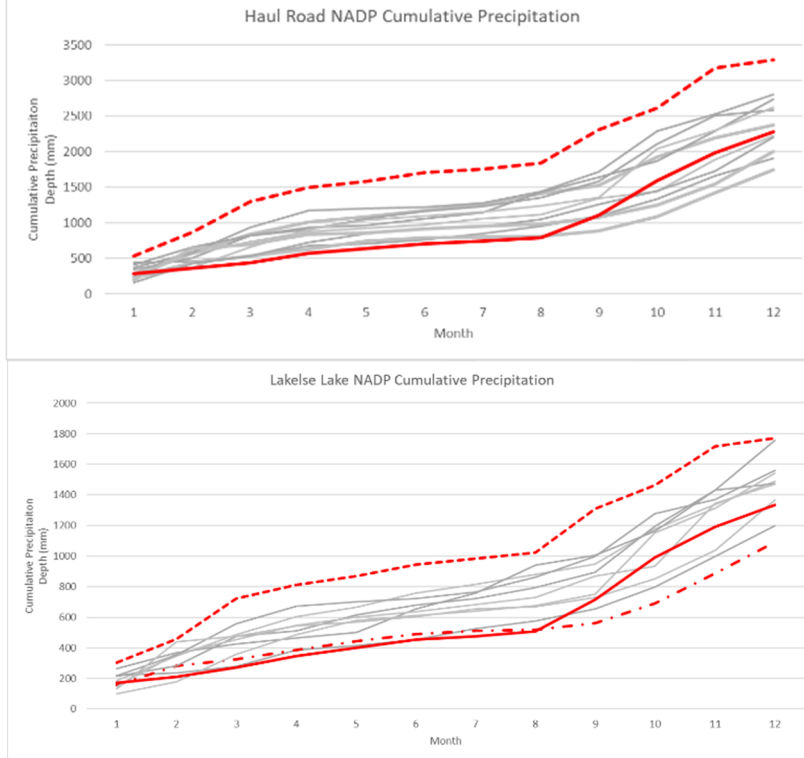 Haul Road NADP Cumulative Precipitation
Cumulative Precipitaiton
Depth (mm)
3500
3000
2500
2000
1500
1000
500
0
1 2 3 4 5 6 7 8 9 10 11 12
Month
Lakelse Lake NADP Cumulative Precipitation
Cumulative Precipitaiton
Depth (mm)
2000
1800
1600
1400
1200
1000
800
600
400
200
0
1 2 3 4 5 6 7 8 9 10 11 12
Month